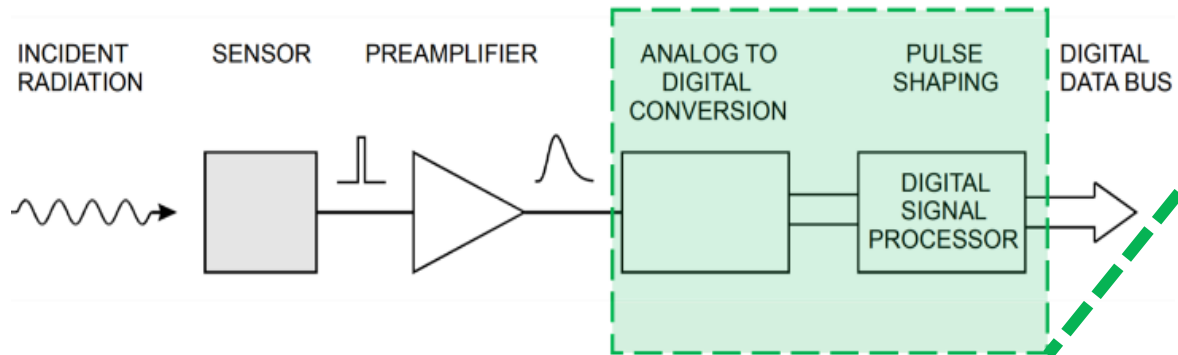 INCIDENT
RADIATION
SENSOR
PREAMPLIFIER
ANALOG TO
DIGITAL
CONVERSION
PULSE
SHAPING
DIGITAL
DATA BUS
DIGITAL
SIGNAL
PROCESSOR